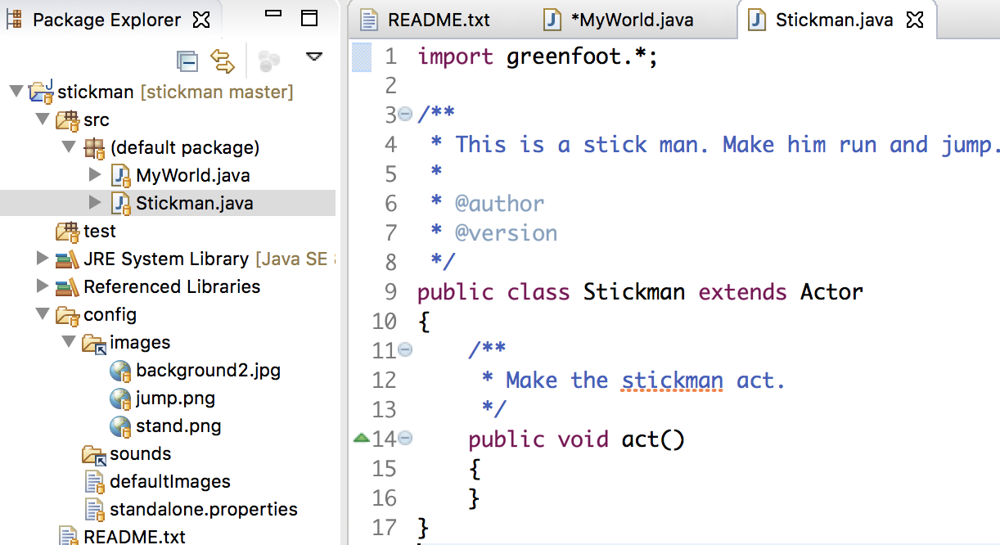 Package Explorer
stickman [stickman master]
src
(default package)
MyWorld.java
Stickman.java
test
JRE System Library [Java SE
Referenced Libraries
config
images
background2.jpg
jump.png
stand.png
sounds
defaultImages
standalone.properties
README.txt
README.txt *MyWorld.java Stickman.java
1 import greenfoot.*;
2
3 /**
4 * This is a stick man. Make him run and jump.
5 *
6 * @author
7 * @version
8 */
9 public class Stickman extends Actor
10 {
11 /**
12 * Make the stickman act.
13 */
14 public void act()
15 {
16 }
17 }